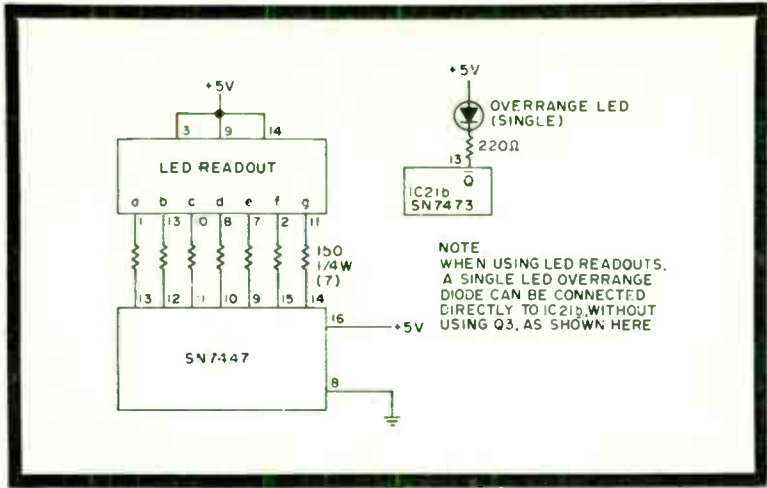 +5V
3 9 14
LED READOUT
a b c d e f g
1 13 10 8 7 2 11
150
1/4W
(7)
13 12 11 10 9 15 14
16
+5V
SN7447
8
+5V
OVERRANGE LED
(SINGLE)
220Ω
13
Q̅
IC21b
SN7473
NOTE
WHEN USING LED READOUTS,
A SINGLE LED OVERRANGE
DIODE CAN BE CONNECTED
DIRECTLY TO IC21b, WITHOUT
USING Q3, AS SHOWN HERE